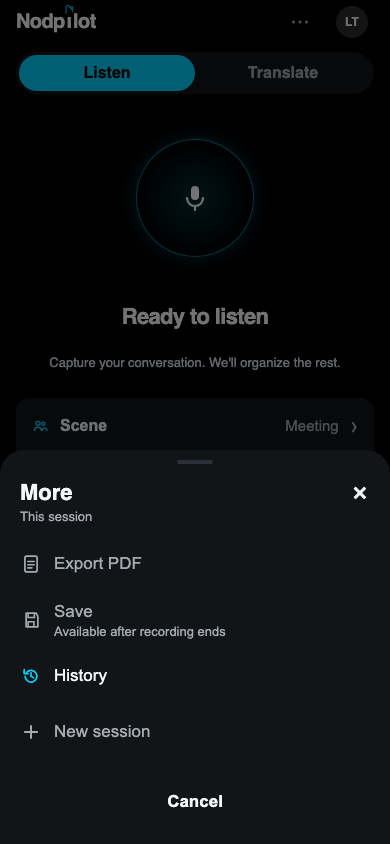 Nodpilot
LT
Listen
Translate
Ready to listen
Capture your conversation. We'll organize the rest.
Scene
Meeting
More
This session
Export PDF
Save
Available after recording ends
History
New session
Cancel